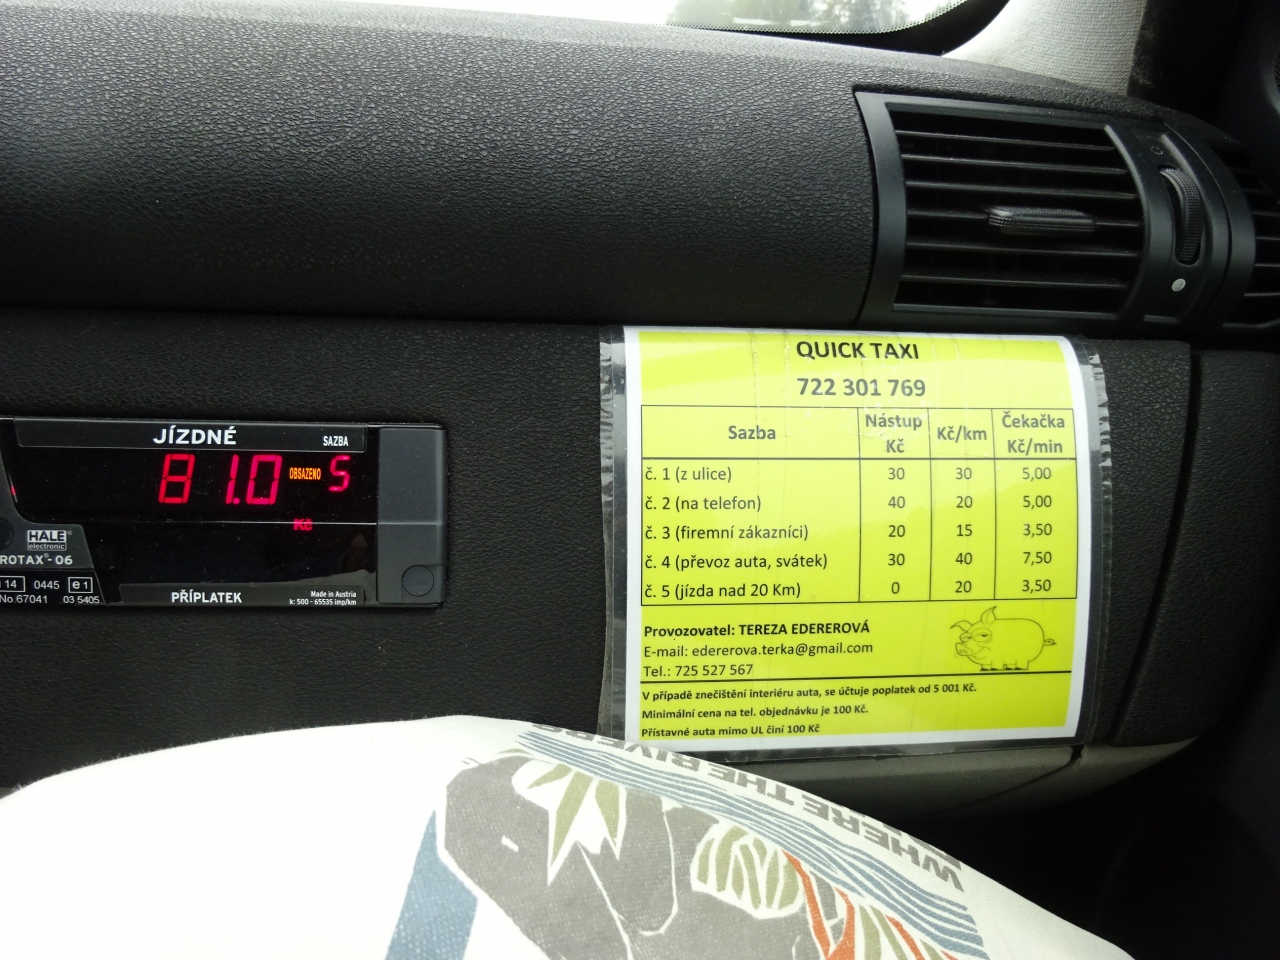 JÍZDNÉ
SAZBA
81.0 OBSAZENO 5
Kč
HALE
electronic
ROTAX®-06
14 0445 e1
No.67041 03 5405
PŘÍPLATEK
Made in Austria
k: 500 - 65535 imp/km
QUICK TAXI
722 301 769
Sazba Nástup Kč Kč/km Čekačka Kč/min
č. 1 (z ulice) 30 30 5,00
č. 2 (na telefon) 40 20 5,00
č. 3 (firemní zákazníci) 20 15 3,50
č. 4 (převoz auta, svátek) 30 40 7,50
č. 5 (jízda nad 20 Km) 0 20 3,50
Provozovatel: TEREZA EDEREROVÁ
E-mail: edererova.terka@gmail.com
Tel.: 725 527 567
V případě znečištění interiéru auta, se účtuje poplatek od 5 001 Kč.
Minimální cena na tel. objednávku je 100 Kč.
Přístavné auta mimo UL činí 100 Kč
WHERE THE RIVERS